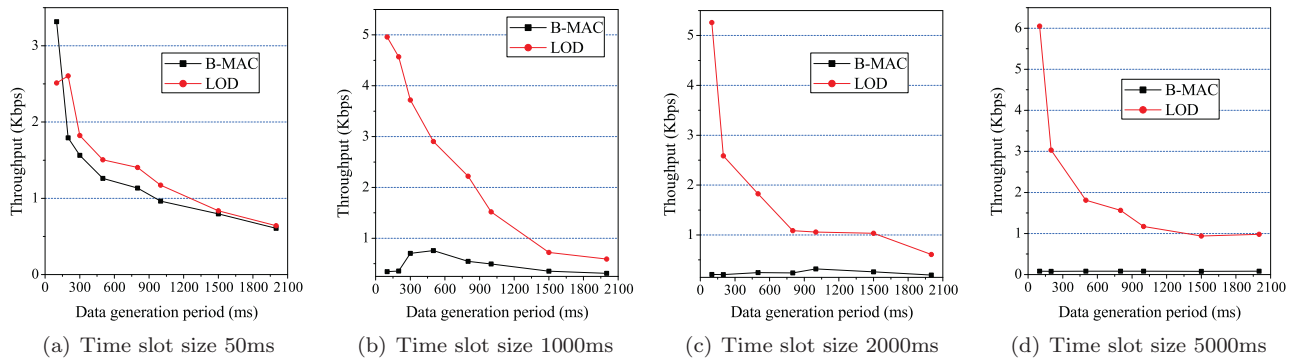 Throughput (Kbps)
3
2
1
0
B-MAC
LOD
0 300 600 900 1200 1500 1800 2100
Data generation period (ms)
(a) Time slot size 50ms
Throughput (Kbps)
5
4
3
2
1
B-MAC
LOD
0 300 600 900 1200 1500 1800 2100
Data generation period (ms)
(b) Time slot size 1000ms
Thoughput (Kbps)
5
4
3
2
1
B-MAC
LOD
0 300 600 900 1200 1500 1800 2100
Data generation period (ms)
(c) Time slot size 2000ms
Throughput (Kbps)
6
5
4
3
2
1
0
B-MAC
LOD
0 300 600 900 1200 1500 1800 2100
Data generation period (ms)
(d) Time slot size 5000ms